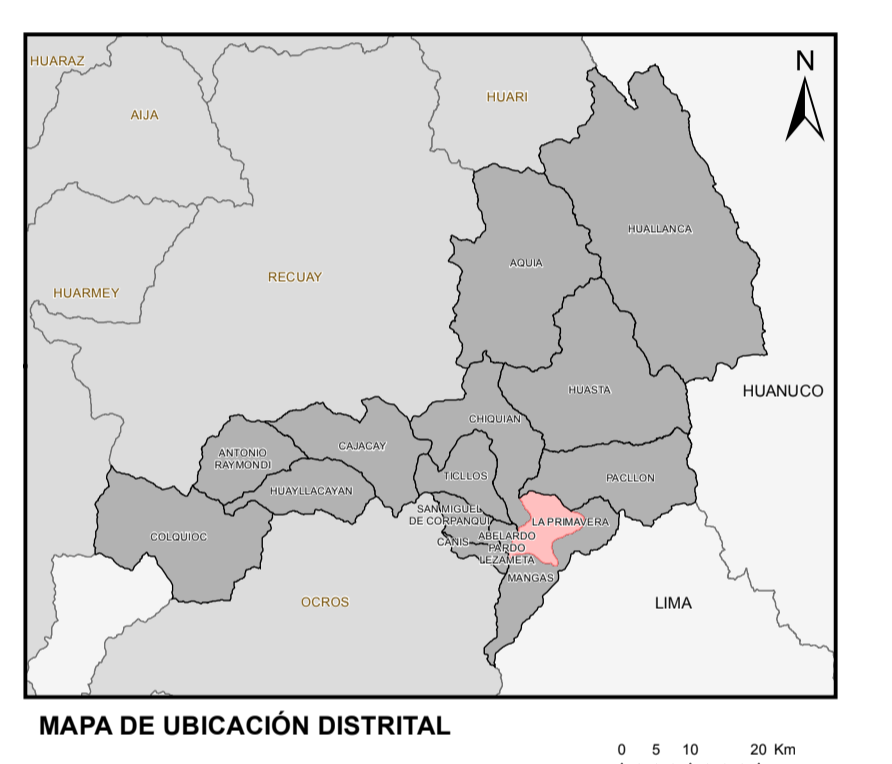 HUARAZ
N
HUARI
AIJA
HUALLANCA
AQUIA
RECUAY
HUARMEY
HUASTA
HUANUCO
CHIQUIAN
CAJACAY
ANTONIO
RAYMONDI
TICLLOS
PACLLON
HUAYLLACAYAN
SAN MIGUEL
DE CORPANQUI
LA PRIMAVERA
COLQUIOC
CANIS
ABELARDO
PARDO
LEZAMETA
MANGAS
OCROS
LIMA
MAPA DE UBICACIÓN DISTRITAL
0 5 10 20 Km